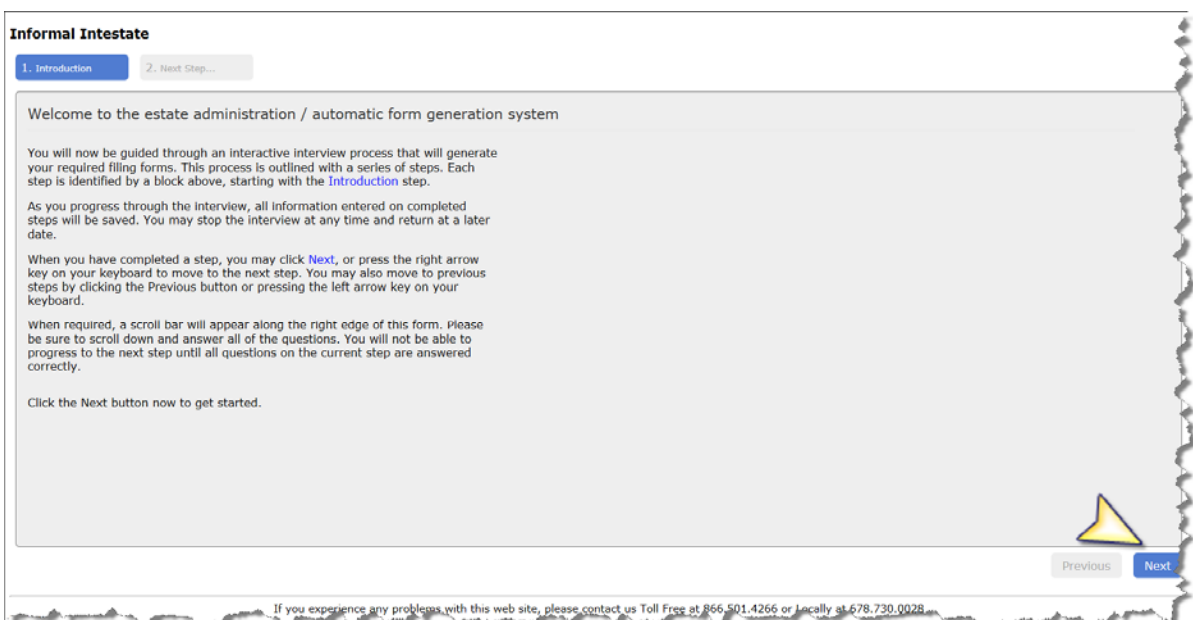 Informal Intestate
1. Introduction
2. Next Step...
Welcome to the estate administration / automatic form generation system
You will now be guided through an interactive interview process that will generate
your required filing forms. This process is outlined with a series of steps. Each
step is identified by a block above, starting with the Introduction step.
As you progress through the interview, all information entered on completed
steps will be saved. You may stop the interview at any time and return at a later
date.
When you have completed a step, you may click Next, or press the right arrow
key on your keyboard to move to the next step. You may also move to previous
steps by clicking the Previous button or pressing the left arrow key on your
keyboard.
When required, a scroll bar will appear along the right edge of this form. Please
be sure to scroll down and answer all of the questions. You will not be able to
progress to the next step until all questions on the current step are answered
correctly.
Click the Next button now to get started.
Previous
Next
If you experience any problems with this web site, please contact us Toll Free at 866.501.4266 or Locally at 678.730.0028